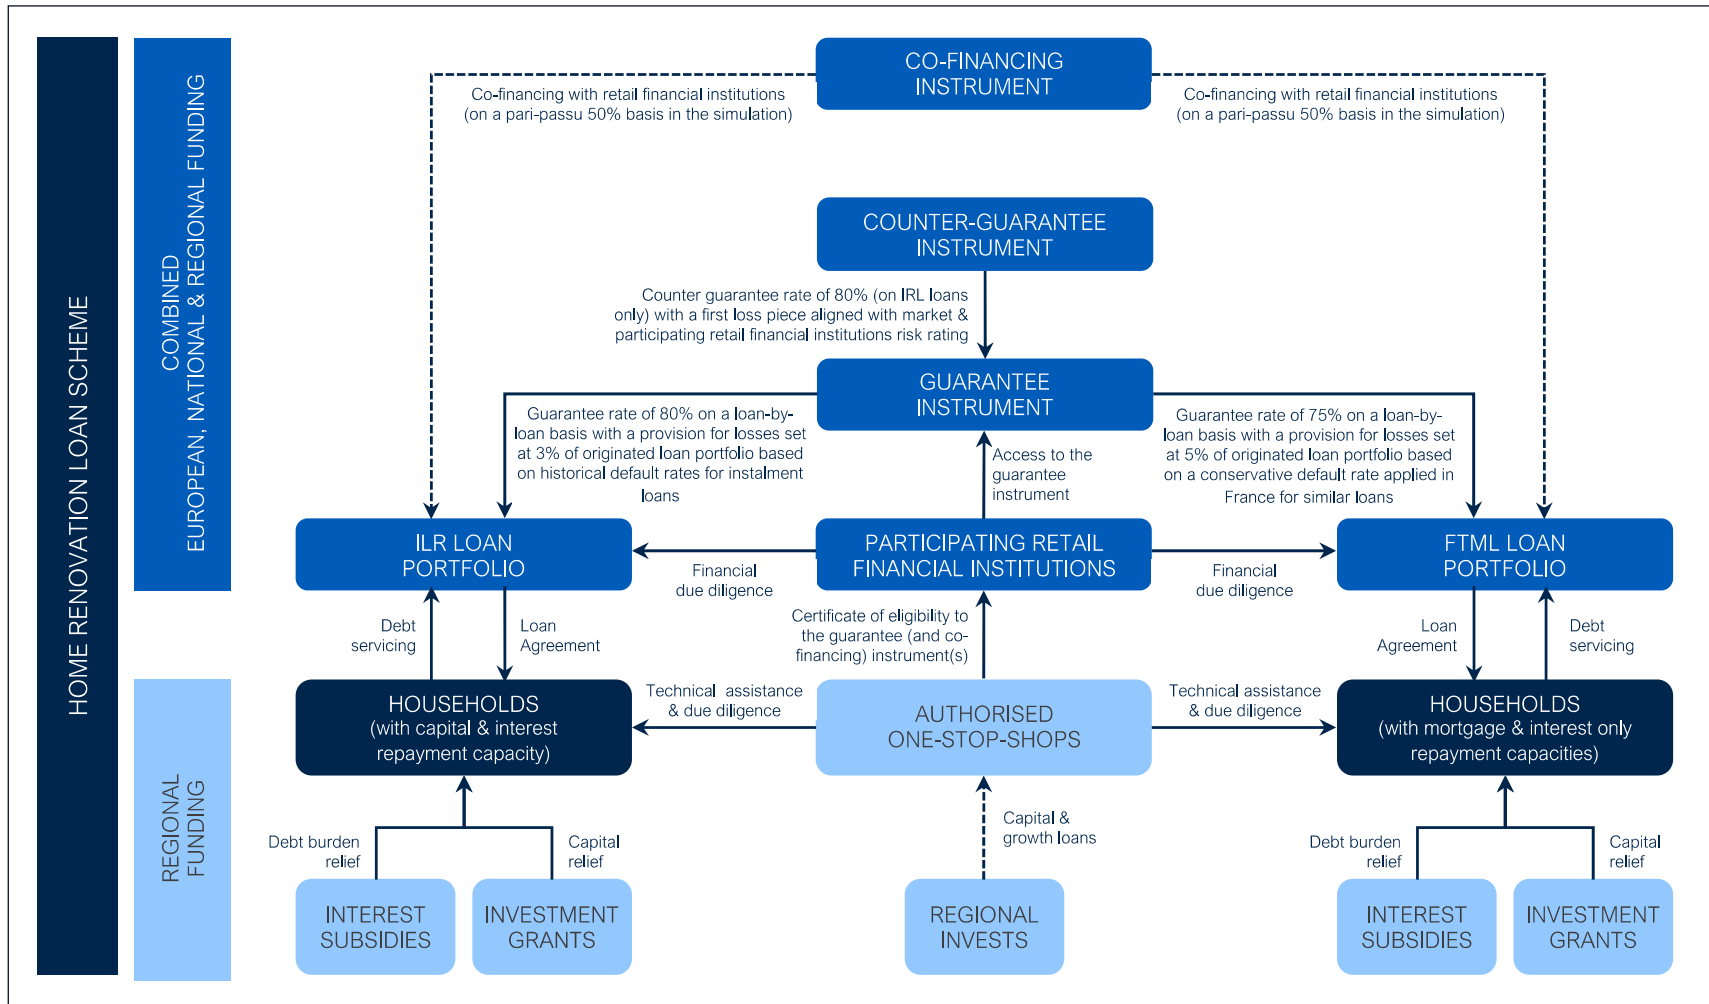 HOME RENOVATION LOAN SCHEME
COMBINED
EUROPEAN, NATIONAL & REGIONAL FUNDING
REGIONAL
FUNDING
CO-FINANCING
INSTRUMENT
Co-financing with retail financial institutions
(on a pari-passu 50% basis in the simulation)
Co-financing with retail financial institutions
(on a pari-passu 50% basis in the simulation)
COUNTER-GUARANTEE
INSTRUMENT
Counter guarantee rate of 80% (on IRL loans
only) with a first loss piece aligned with market &
participating retail financial institutions risk rating
GUARANTEE
INSTRUMENT
Guarantee rate of 80% on a loan-by-
loan basis with a provision for losses set
at 3% of originated loan portfolio based
on historical default rates for instalment
loans
Access to the
guarantee
instrument
Guarantee rate of 75% on a loan-by-
loan basis with a provision for losses set
at 5% of originated loan portfolio based
on a conservative default rate applied in
France for similar loans
ILR LOAN
PORTFOLIO
Financial
due diligence
PARTICIPATING RETAIL
FINANCIAL INSTITUTIONS
Financial
due diligence
FTML LOAN
PORTFOLIO
Debt
servicing
Loan
Agreement
Certificate of eligibility to
the guarantee (and co-
financing) instrument(s)
Loan
Agreement
Debt
servicing
HOUSEHOLDS
(with capital & interest
repayment capacity)
Technical assistance
& due diligence
AUTHORISED
ONE-STOP-SHOPS
Technical assistance
& due diligence
HOUSEHOLDS
(with mortgage & interest only
repayment capacities)
Debt burden
relief
Capital
relief
Capital &
growth loans
Debt burden
relief
Capital
relief
INTEREST
SUBSIDIES
INVESTMENT
GRANTS
REGIONAL
INVESTS
INTEREST
SUBSIDIES
INVESTMENT
GRANTS